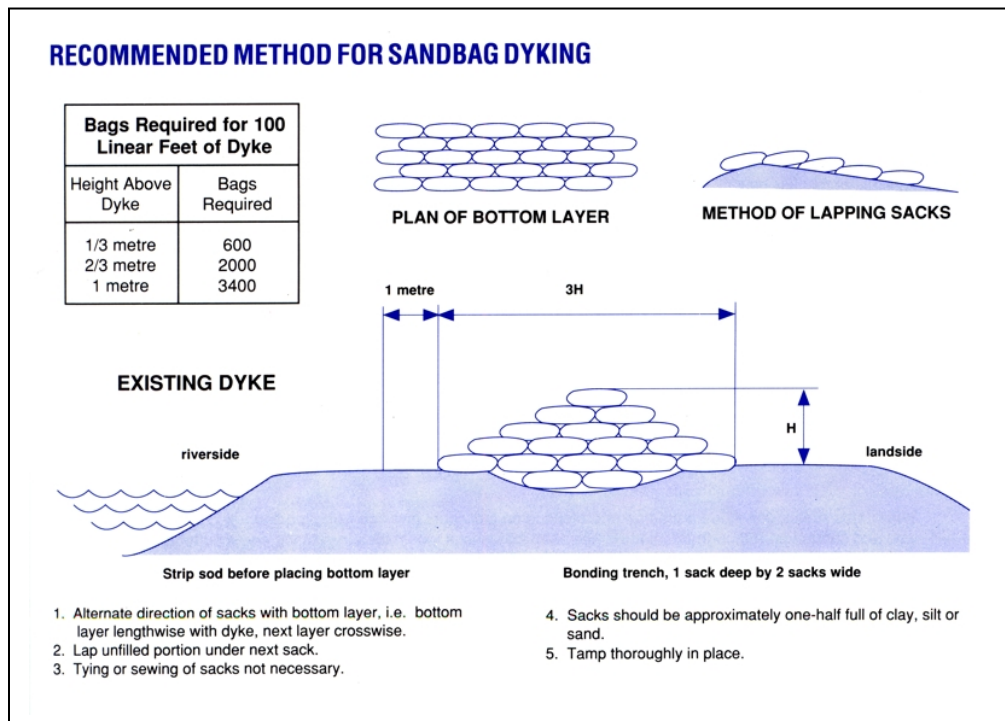 RECOMMENDED METHOD FOR SANDBAG DYKING
Bags Required for 100
Linear Feet of Dyke
Height Above
Dyke
Bags
Required
1/3 metre 600
2/3 metre 2000
1 metre 3400
PLAN OF BOTTOM LAYER
METHOD OF LAPPING SACKS
1 metre
3H
EXISTING DYKE
H
riverside
landside
Strip sod before placing bottom layer
Bonding trench, 1 sack deep by 2 sacks wide
1. Alternate direction of sacks with bottom layer, i.e. bottom
layer lengthwise with dyke, next layer crosswise.
2. Lap unfilled portion under next sack.
3. Tying or sewing of sacks not necessary.
4. Sacks should be approximately one-half full of clay, silt or
sand.
5. Tamp thoroughly in place.